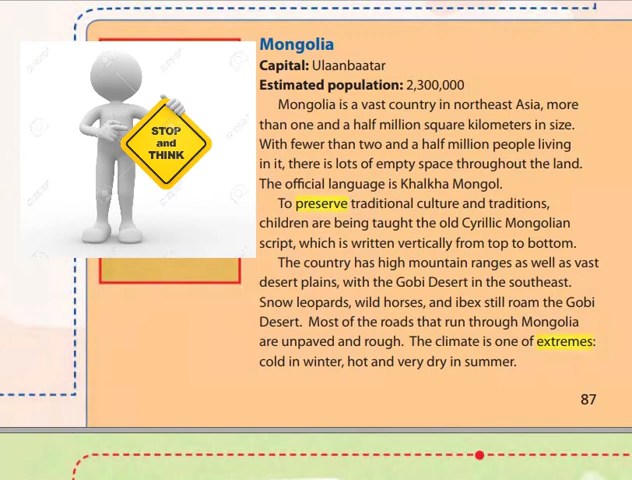 STOP
and
THINK
Mongolia
Capital: Ulaanbaatar
Estimated population: 2,300,000
Mongolia is a vast country in northeast Asia, more
than one and a half million square kilometers in size.
With fewer than two and a half million people living
in it, there is lots of empty space throughout the land.
The official language is Khalkha Mongol.
To preserve traditional culture and traditions,
children are being taught the old Cyrillic Mongolian
script, which is written vertically from top to bottom.
The country has high mountain ranges as well as vast
desert plains, with the Gobi Desert in the southeast.
Snow leopards, wild horses, and ibex still roam the Gobi
Desert. Most of the roads that run through Mongolia
are unpaved and rough. The climate is one of extremes:
cold in winter, hot and very dry in summer.
87